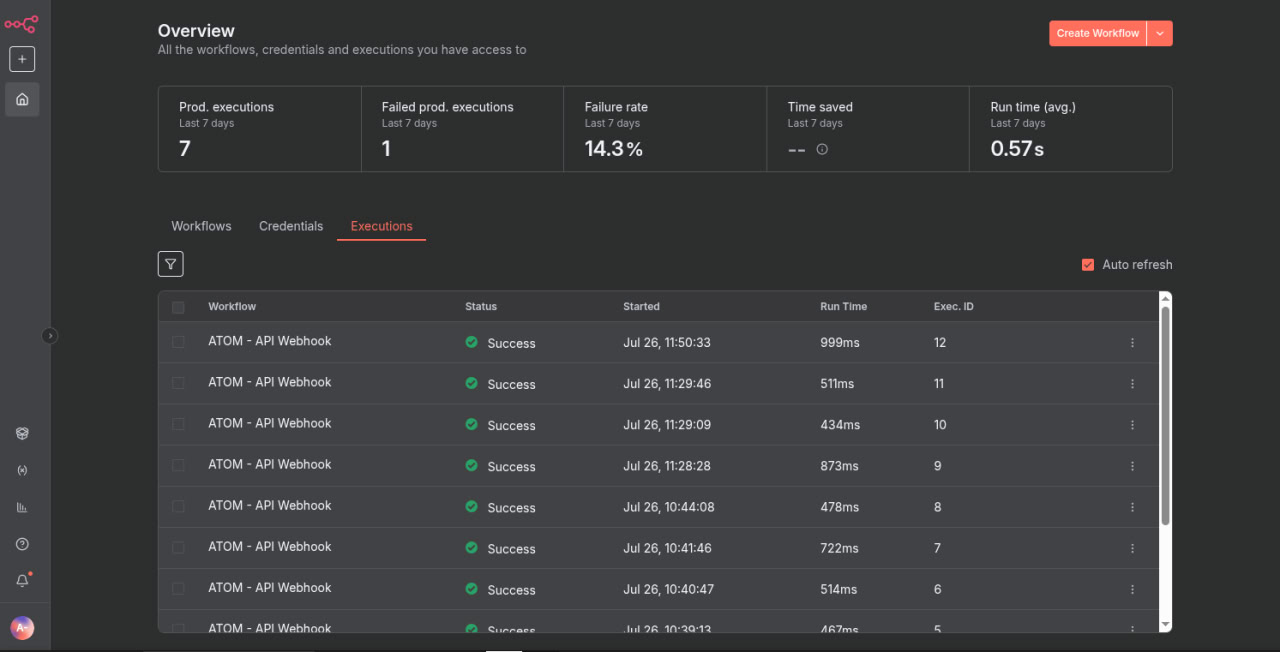 Overview
All the workflows, credentials and executions you have access to
Create Workflow
Prod. executions
Last 7 days
7
Failed prod. executions
Last 7 days
1
Failure rate
Last 7 days
14.3%
Time saved
Last 7 days
--
Run time (avg.)
Last 7 days
0.57s
Workflows Credentials Executions
Auto refresh
Workflow Status Started Run Time Exec. ID
ATOM - API Webhook Success Jul 26, 11:50:33 999ms 12
ATOM - API Webhook Success Jul 26, 11:29:46 511ms 11
ATOM - API Webhook Success Jul 26, 11:29:09 434ms 10
ATOM - API Webhook Success Jul 26, 11:28:28 873ms 9
ATOM - API Webhook Success Jul 26, 10:44:08 478ms 8
ATOM - API Webhook Success Jul 26, 10:41:46 722ms 7
ATOM - API Webhook Success Jul 26, 10:40:47 514ms 6
ATOM - API Webhook Success Jul 26, 10:39:13 467ms 5
A-